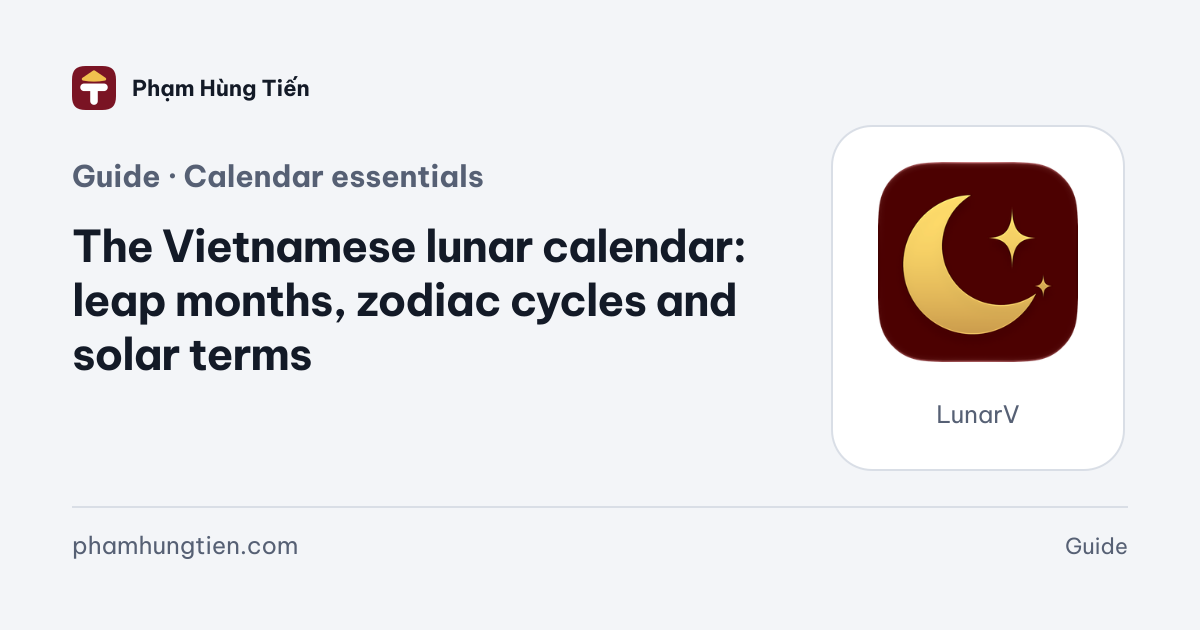 Phạm Hùng Tiến
Guide · Calendar essentials
The Vietnamese lunar calendar:
leap months, zodiac cycles and
solar terms
LunarV
phamhungtien.com
Guide